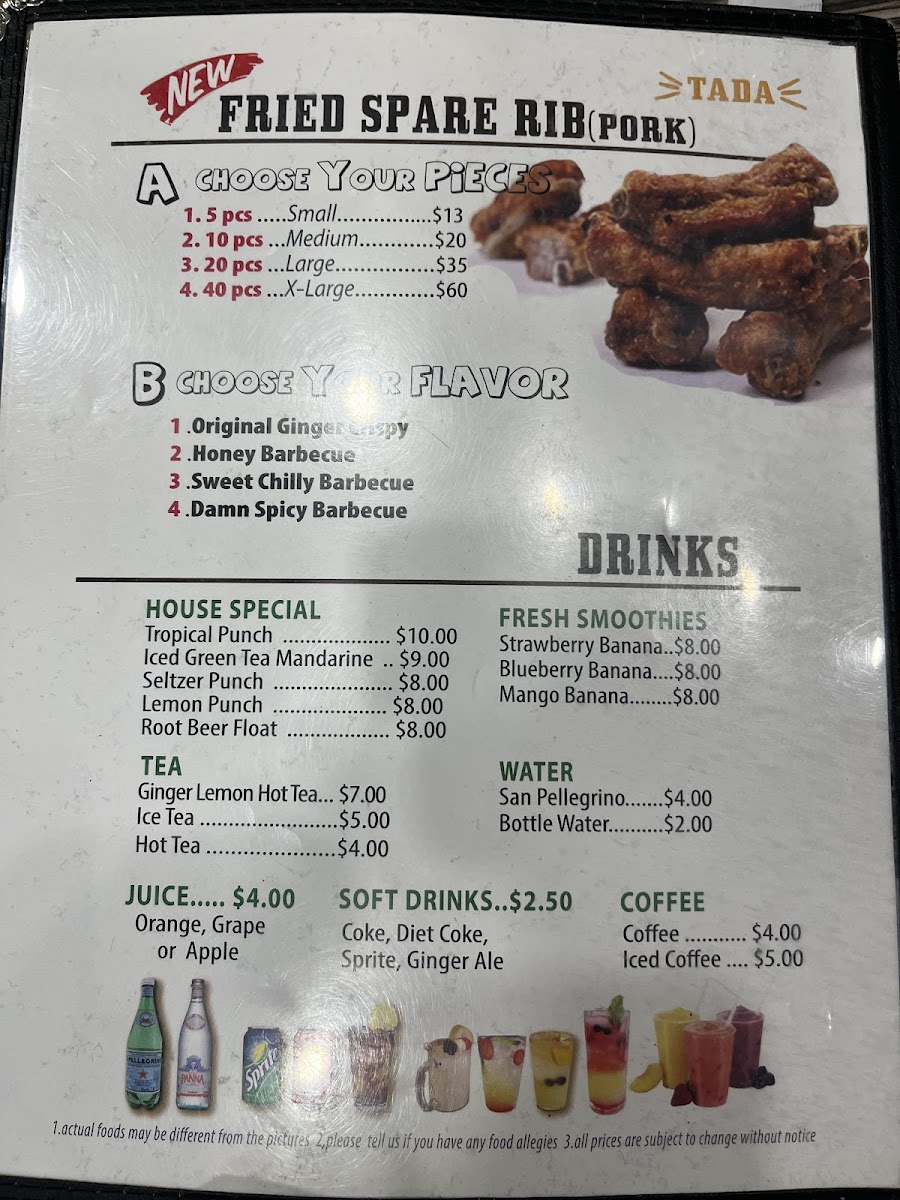 NEW
TADA
FRIED SPARE RIB(PORK)
A CHOOSE YOUR PiECES
1. 5 pcs .....Small................$13
2. 10 pcs ...Medium.............$20
3. 20 pcs ...Large.................$35
4. 40 pcs ...X-Large.............$60
B CHOOSE YOUR FLAVOR
1 .Original Ginger Crispy
2 .Honey Barbecue
3 .Sweet Chilly Barbecue
4 .Damn Spicy Barbecue
DRINKS
HOUSE SPECIAL
Tropical Punch ................... $10.00
Iced Green Tea Mandarine .. $9.00
Seltzer Punch ..................... $8.00
Lemon Punch .................... $8.00
Root Beer Float .................. $8.00
FRESH SMOOTHIES
Strawberry Banana..$8.00
Blueberry Banana....$8.00
Mango Banana........$8.00
TEA
Ginger Lemon Hot Tea... $7.00
Ice Tea ........................$5.00
Hot Tea ......................$4.00
WATER
San Pellegrino.......$4.00
Bottle Water..........$2.00
JUICE..... $4.00
Orange, Grape
or Apple
SOFT DRINKS..$2.50
Coke, Diet Coke,
Sprite, Ginger Ale
COFFEE
Coffee ........... $4.00
Iced Coffee .... $5.00
PELLEGRINO
PANNA
Sprite
1.actual foods may be different from the pictures 2,please tell us if you have any food allegies 3.all prices are subject to change without notice